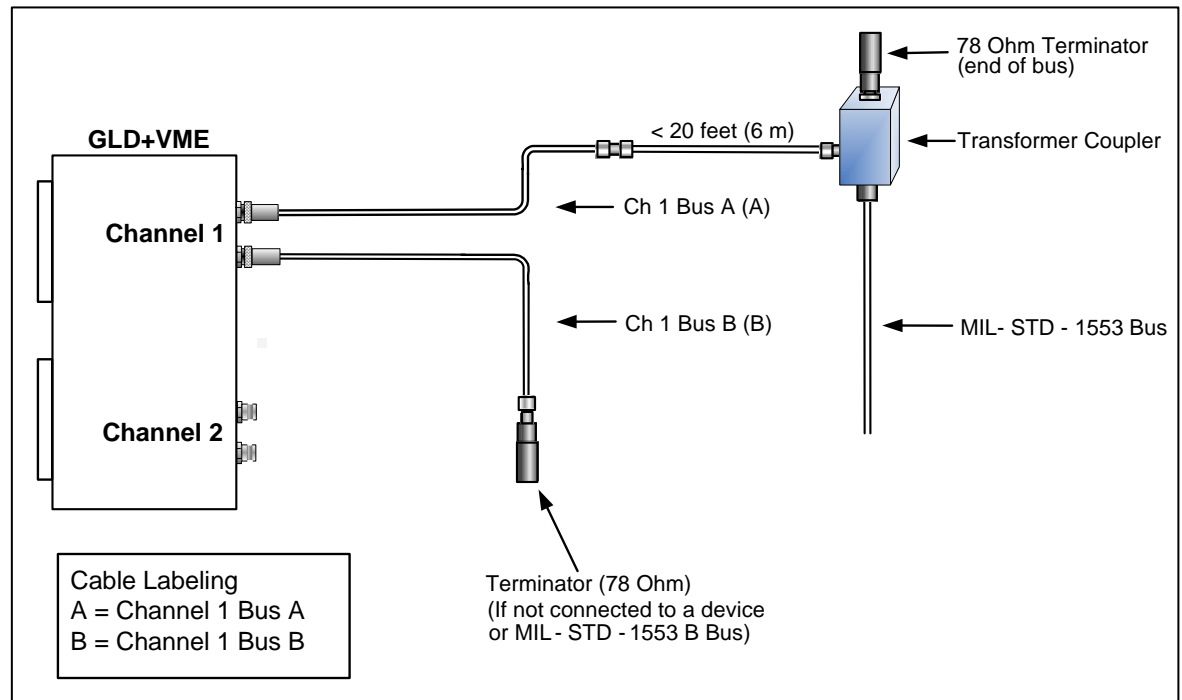 78 Ohm Terminator
(end of bus)
GLD+VME
< 20 feet (6 m)
Transformer Coupler
Channel 1
Ch 1 Bus A (A)
Ch 1 Bus B (B)
MIL- STD - 1553 Bus
Channel 2
Cable Labeling
A = Channel 1 Bus A
B = Channel 1 Bus B
Terminator (78 Ohm)
(If not connected to a device
or MIL - STD - 1553 B Bus)